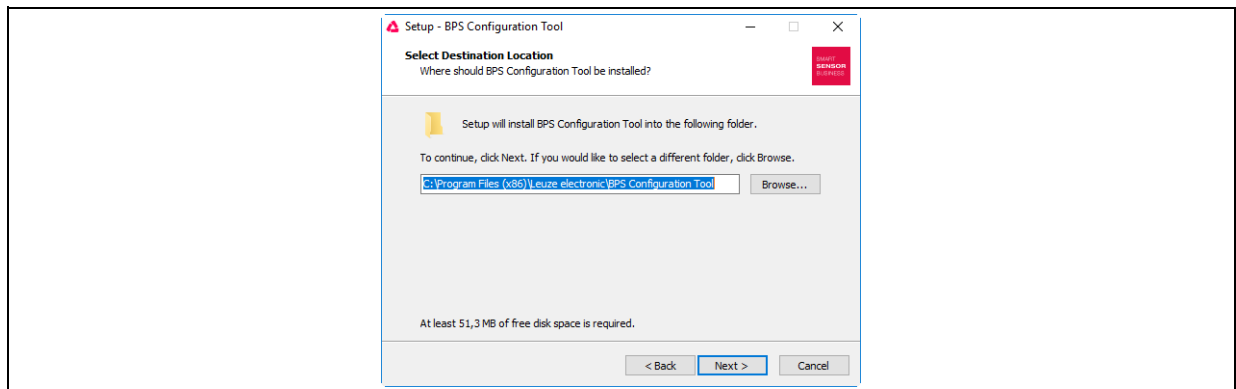 Setup - BPS Configuration Tool
Select Destination Location
Where should BPS Configuration Tool be installed?
SMART
SENSOR
BUSINESS
Setup will install BPS Configuration Tool into the following folder.
To continue, click Next. If you would like to select a different folder, click Browse.
C:\Program Files (x86)\Leuze electronic\BPS Configuration Tool
Browse...
At least 51,3 MB of free disk space is required.
< Back
Next >
Cancel